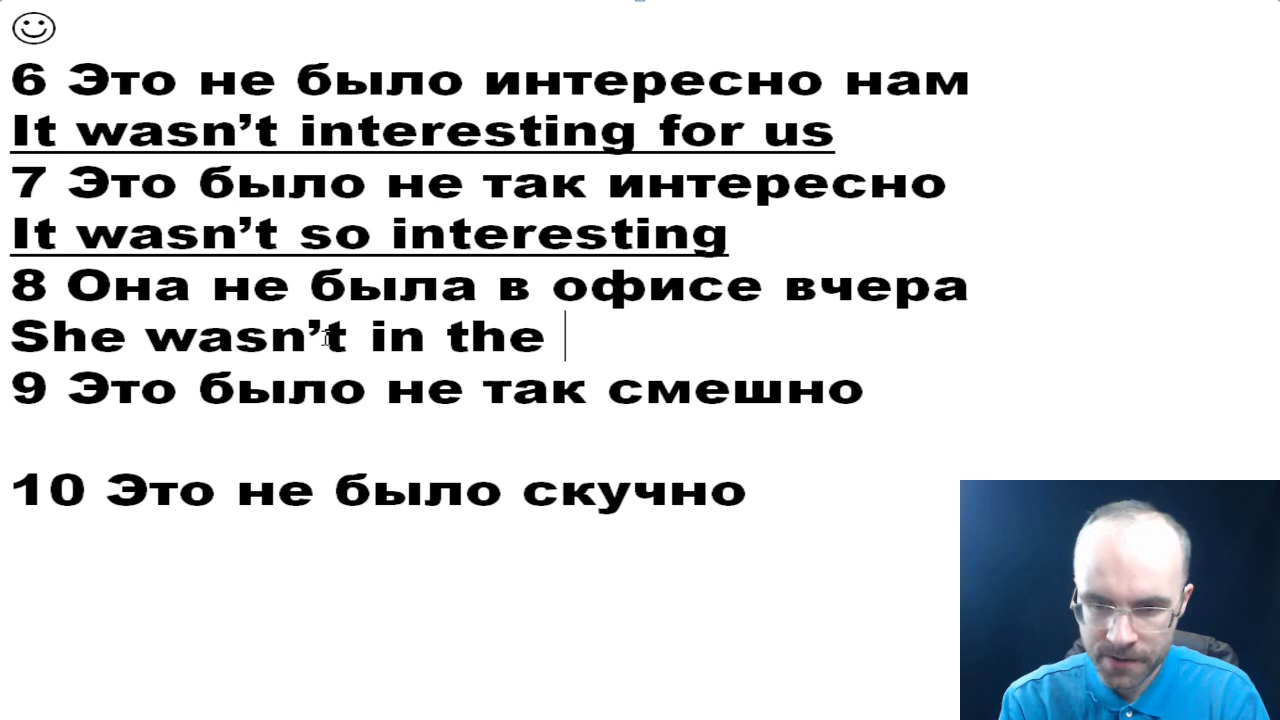 6 Это не было интересно нам
It wasn’t interesting for us
7 Это было не так интересно
It wasn’t so interesting
8 Она не была в офисе вчера
She wasn’t in the
9 Это было не так смешно
10 Это не было скучно